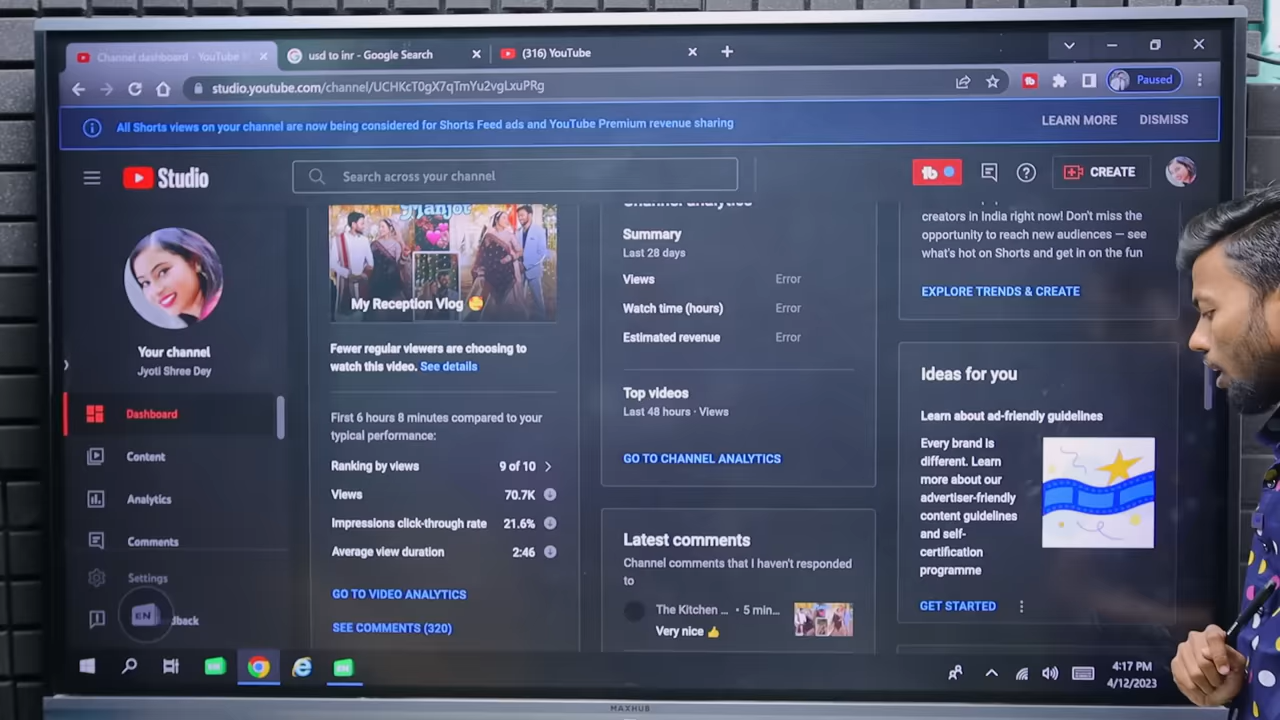 Channel dashboard - YouTube S
usd to inr - Google Search
(316) YouTube
studio.youtube.com/channel/UCHKcT0gX7qTmYu2vgLxuPRg
Paused
All Shorts views on your channel are now being considered for Shorts Feed ads and YouTube Premium revenue sharing
LEARN MORE
DISMISS
Studio
Search across your channel
CREATE
Your channel
Jyoti Shree Dey
Dashboard
Content
Analytics
Comments
Settings
EN
dback
Manjot
My Reception Vlog
Fewer regular viewers are choosing to
watch this video. See details
First 6 hours 8 minutes compared to your
typical performance:
Ranking by views 9 of 10
Views 70.7K
Impressions click-through rate 21.6%
Average view duration 2:46
GO TO VIDEO ANALYTICS
SEE COMMENTS (320)
Channel analytics
Summary
Last 28 days
Views Error
Watch time (hours) Error
Estimated revenue Error
Top videos
Last 48 hours · Views
GO TO CHANNEL ANALYTICS
Latest comments
Channel comments that I haven't responded
to
The Kitchen ... • 5 min...
Very nice 👍
creators in India right now! Don't miss the
opportunity to reach new audiences — see
what's hot on Shorts and get in on the fun
EXPLORE TRENDS & CREATE
Ideas for you
Learn about ad-friendly guidelines
Every brand is
different. Learn
more about our
advertiser-friendly
content guidelines
and self-
certification
programme
GET STARTED
4:17 PM
4/12/2023
MAXHUB